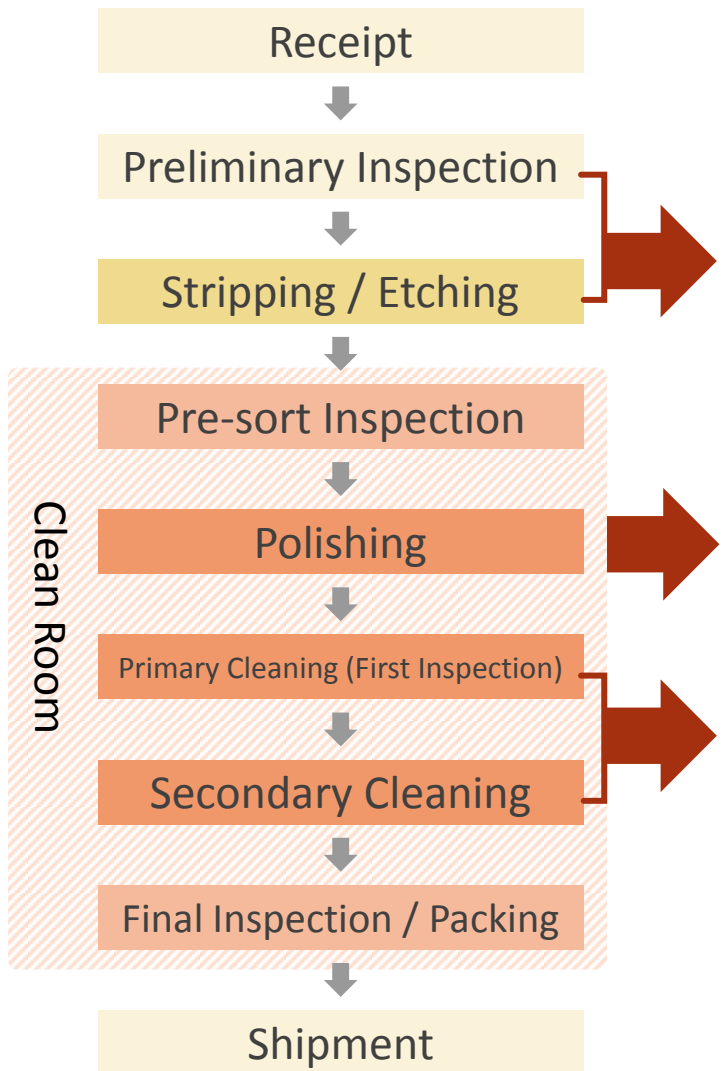 Receipt
Preliminary Inspection
Stripping / Etching
Pre-sort Inspection
Polishing
Clean Room
Primary Cleaning (First Inspection)
Secondary Cleaning
Final Inspection / Packing
Shipment